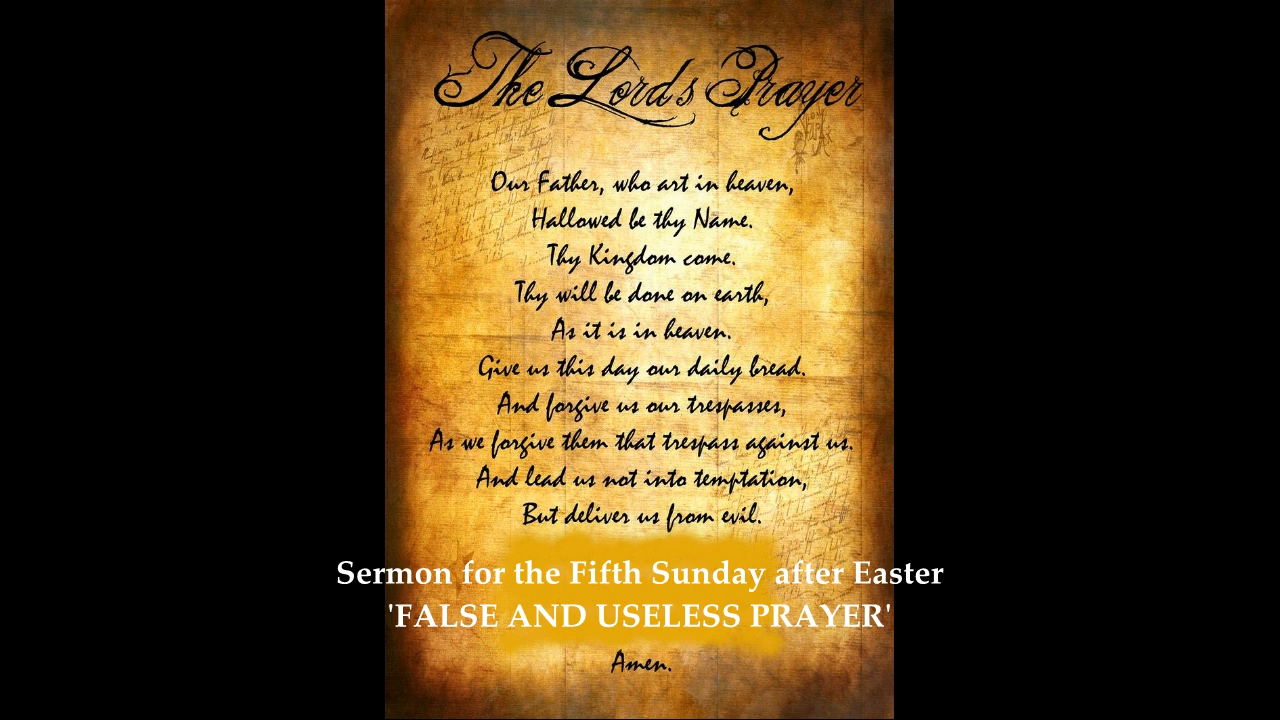 The Lord's Prayer
Our Father, who art in heaven,
Hallowed be thy Name.
Thy Kingdom come.
Thy will be done on earth,
As it is in heaven.
Give us this day our daily bread.
And forgive us our trespasses,
As we forgive them that trespass against us.
And lead us not into temptation,
But deliver us from evil.
Sermon for the Fifth Sunday after Easter
'FALSE AND USELESS PRAYER'
Amen.